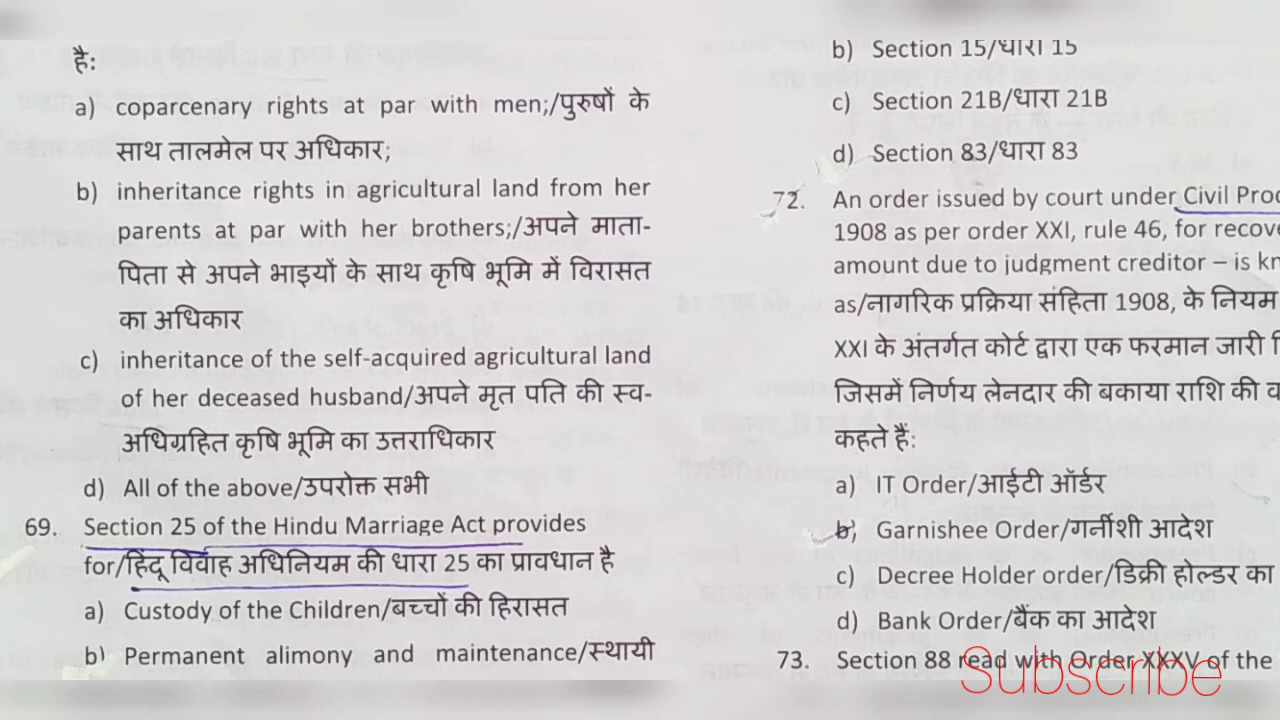 है:
a) coparcenary rights at par with men;/पुरुषों के
साथ तालमेल पर अधिकार;
b) inheritance rights in agricultural land from her
parents at par with her brothers;/अपने माता-
पिता से अपने भाइयों के साथ कृषि भूमि में विरासत
का अधिकार
c) inheritance of the self-acquired agricultural land
of her deceased husband/अपने मृत पति की स्व-
अधिग्रहित कृषि भूमि का उत्तराधिकार
d) All of the above/उपरोक्त सभी
69. Section 25 of the Hindu Marriage Act provides
for/हिंदू विवाह अधिनियम की धारा 25 का प्रावधान है
a) Custody of the Children/बच्चों की हिरासत
b) Permanent alimony and maintenance/स्थायी
b) Section 15/धारा 15
c) Section 21B/धारा 21B
d) Section 83/धारा 83
72. An order issued by court under Civil Proc
1908 as per order XXI, rule 46, for recove
amount due to judgment creditor – is kn
as/नागरिक प्रक्रिया संहिता 1908, के नियम
XXI के अंतर्गत कोर्ट द्वारा एक फरमान जारी
जिसमें निर्णय लेनदार की बकाया राशि की व
कहते हैं:
a) IT Order/आईटी ऑर्डर
b) Garnishee Order/गर्नीशी आदेश
c) Decree Holder order/डिक्री होल्डर का
d) Bank Order/बैंक का आदेश
73. Section 88 read with Order XXXV of the
Subscribe